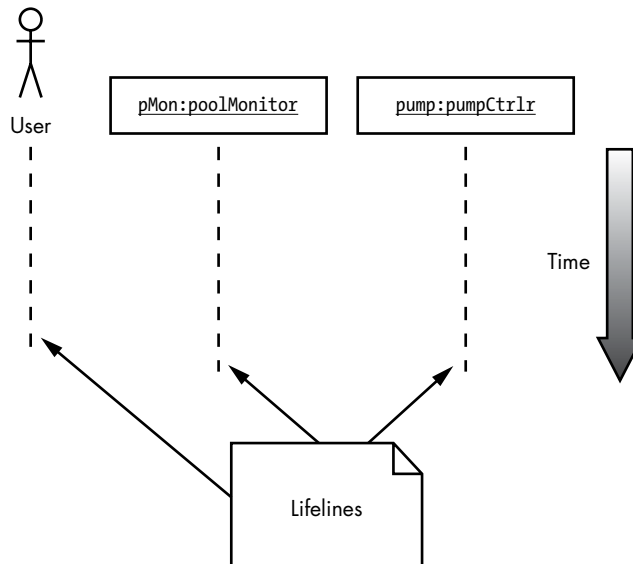 User
pMon:poolMonitor
pump:pumpCtrlr
Time
Lifelines